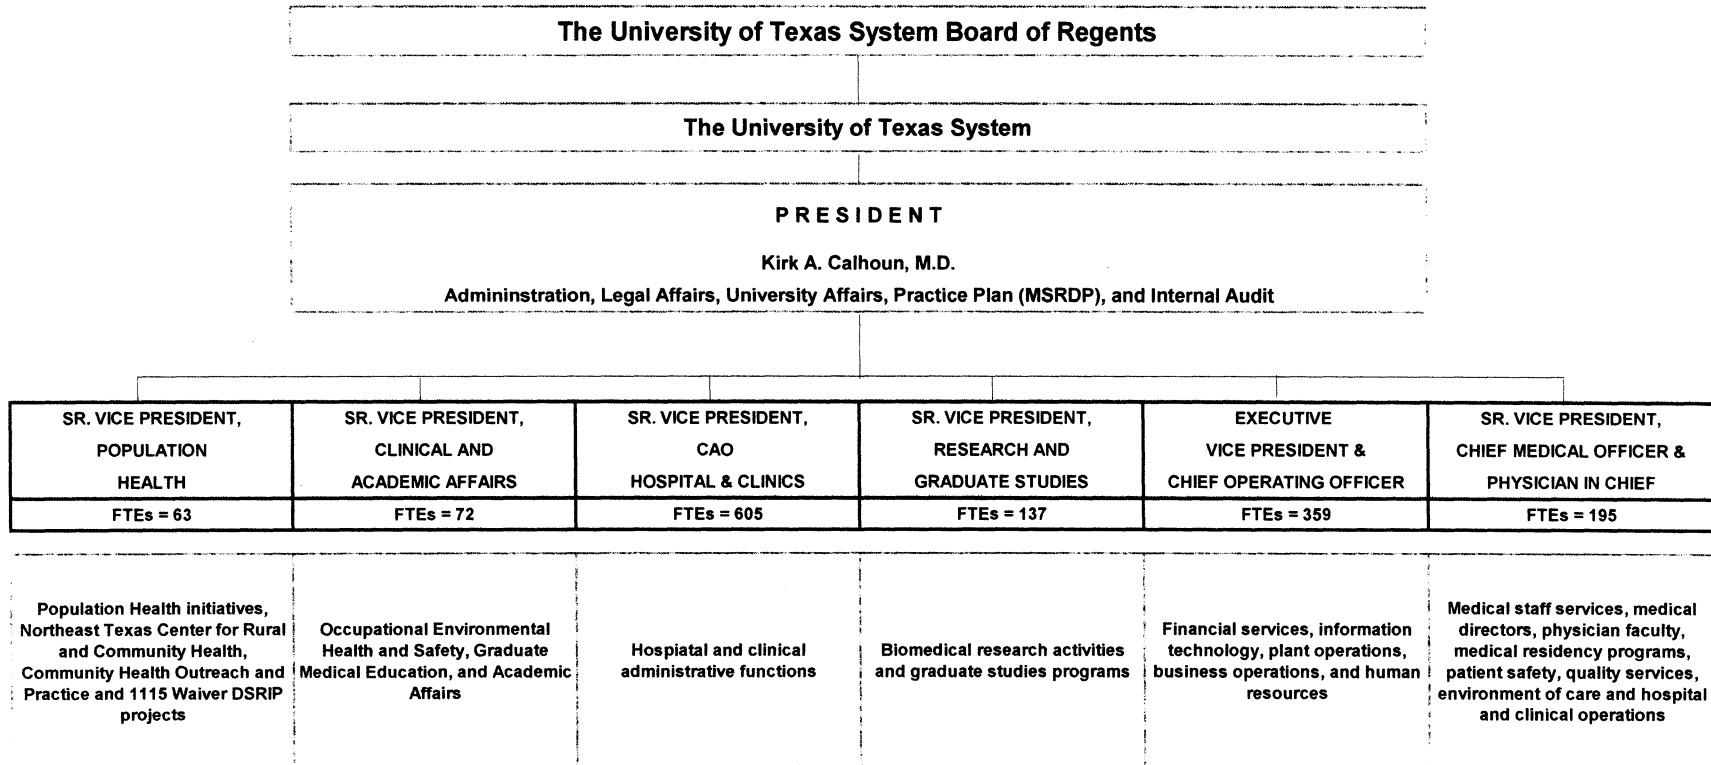 The University of Texas System Board of Regents
The University of Texas System
PRESIDENT
Kirk A. Calhoun, M.D.
Admininstration, Legal Affairs, University Affairs, Practice Plan (MSRDP), and Internal Audit
SR. VICE PRESIDENT,
POPULATION
HEALTH
FTEs = 63
SR. VICE PRESIDENT,
CLINICAL AND
ACADEMIC AFFAIRS
FTEs = 72
SR. VICE PRESIDENT,
CAO
HOSPITAL & CLINICS
FTEs = 605
SR. VICE PRESIDENT,
RESEARCH AND
GRADUATE STUDIES
FTEs = 137
EXECUTIVE
VICE PRESIDENT &
CHIEF OPERATING OFFICER
FTEs = 359
SR. VICE PRESIDENT,
CHIEF MEDICAL OFFICER &
PHYSICIAN IN CHIEF
FTEs = 195
Population Health initiatives,
Northeast Texas Center for Rural
and Community Health,
Community Health Outreach and
Practice and 1115 Waiver DSRIP
projects
Occupational Environmental
Health and Safety, Graduate
Medical Education, and Academic
Affairs
Hospiatal and clinical
administrative functions
Biomedical research activities
and graduate studies programs
Financial services, information
technology, plant operations,
business operations, and human
resources
Medical staff services, medical
directors, physician faculty,
medical residency programs,
patient safety, quality services,
environment of care and hospital
and clinical operations